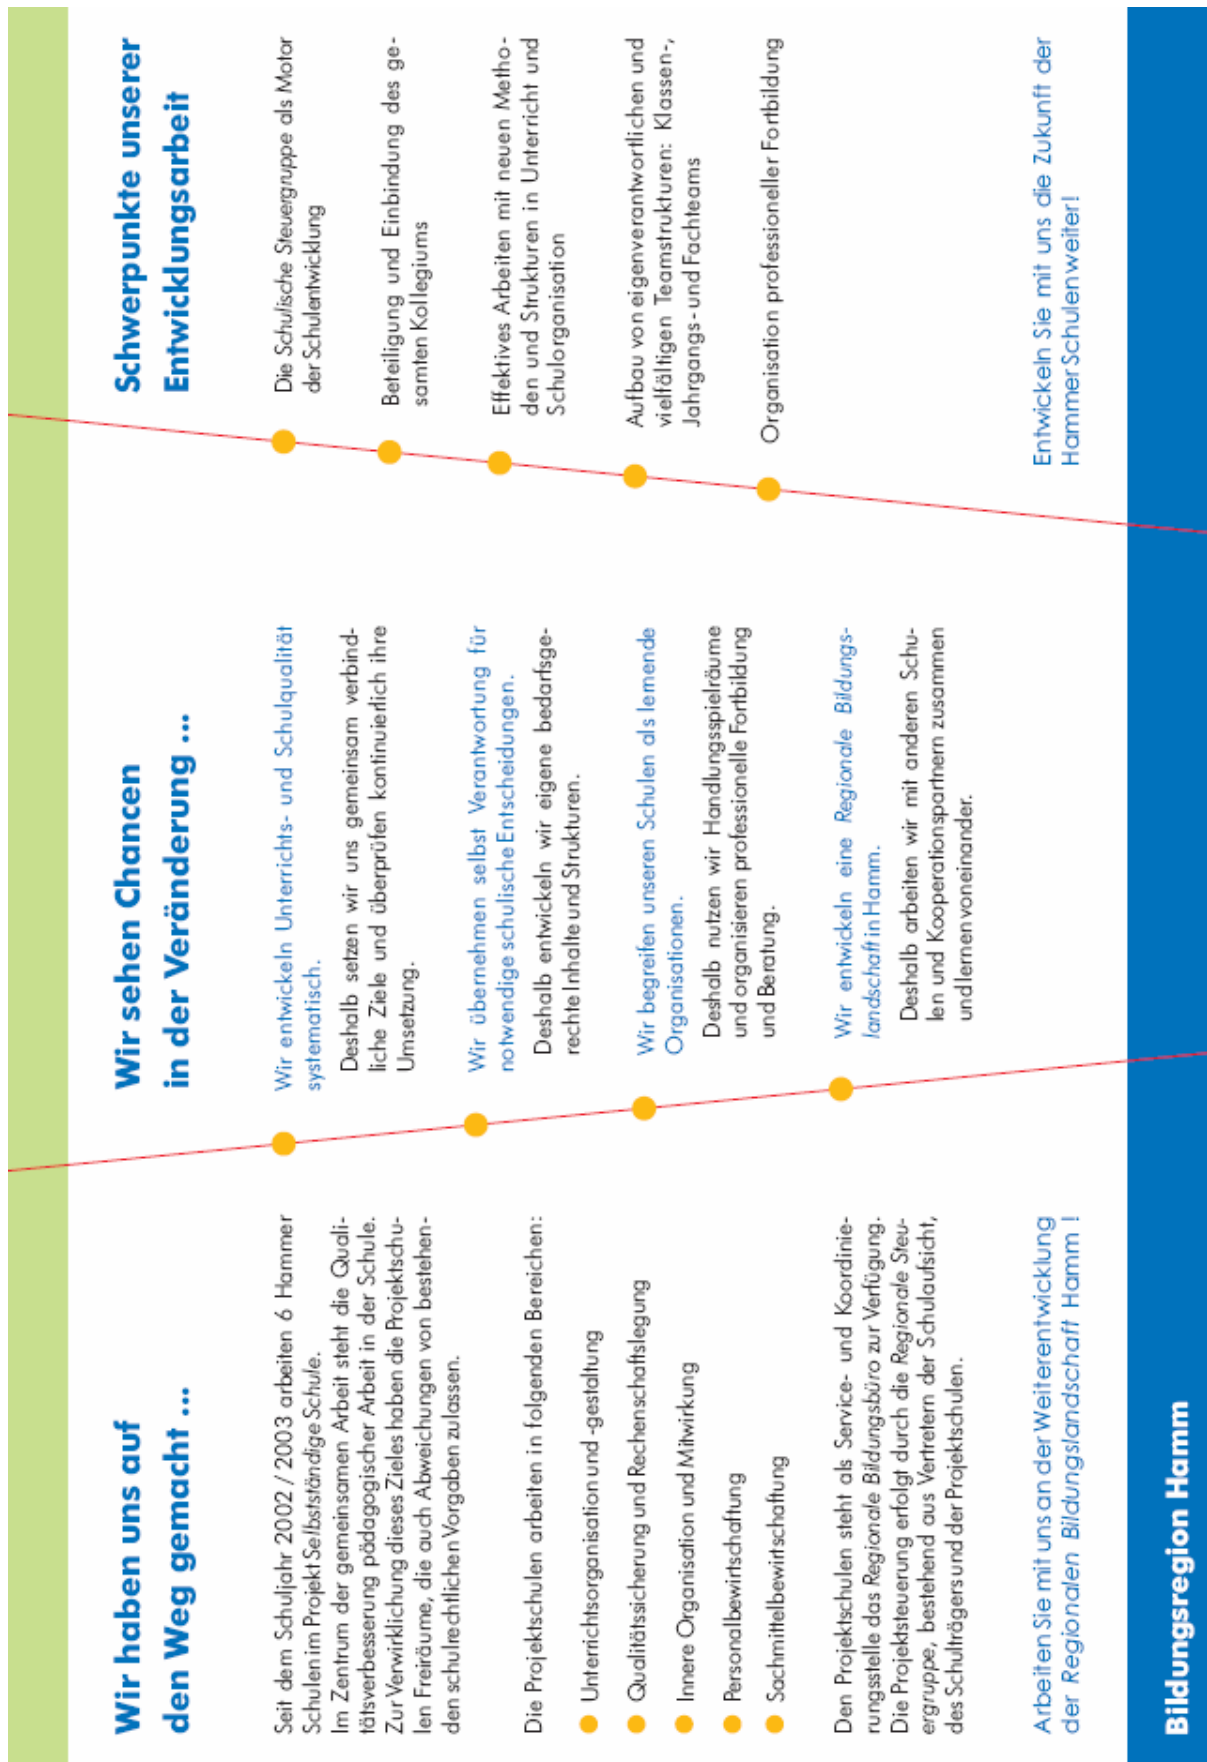 Wir haben uns auf
den Weg gemacht ...
Seit dem Schuljahr 2002 / 2003 arbeiten 6 Hammer
Schulen im Projekt Selbstständige Schule.
Im Zentrum der gemeinsamen Arbeit steht die Quali-
tätsverbesserung pädagogischer Arbeit in der Schule.
Zur Verwirklichung dieses Zieles haben die Projektschu-
len Freiräume, die auch Abweichungen von bestehen-
den schulrechtlichen Vorgaben zulassen.
Die Projektschulen arbeiten in folgenden Bereichen:
Unterrichtsorganisation und -gestaltung
Qualitätssicherung und Rechenschaftslegung
Innere Organisation und Mitwirkung
Personalbewirtschaftung
Sachmittelbewirtschaftung
Den Projektschulen steht als Service- und Koordinie-
rungsstelle das Regionale Bildungsbüro zur Verfügung.
Die Projektsteuerung erfolgt durch die Regionale Steu-
ergruppe, bestehend aus Vertretern der Schulaufsicht,
des Schulträgers und der Projektschulen.
Arbeiten Sie mit uns an der Weiterentwicklung
der Regionalen Bildungslandschaft Hamm !
Wir sehen Chancen
in der Veränderung ...
Wir entwickeln Unterrichts- und Schulqualität
systematisch.
Deshalb setzen wir uns gemeinsam verbind-
liche Ziele und überprüfen kontinuierlich ihre
Umsetzung.
Wir übernehmen selbst Verantwortung für
notwendige schulische Entscheidungen.
Deshalb entwickeln wir eigene bedarfsge-
rechte Inhalte und Strukturen.
Wir begreifen unseren Schulen als lernende
Organisationen.
Deshalb nutzen wir Handlungsspielräume
und organisieren professionelle Fortbildung
und Beratung.
Wir entwickeln eine Regionale Bildungs-
landschaft in Hamm.
Deshalb arbeiten wir mit anderen Schu-
len und Kooperationspartnern zusammen
und lernen voneinander.
Schwerpunkte unserer
Entwicklungsarbeit
Die Schulische Steuergruppe als Motor
der Schulentwicklung
Beteiligung und Einbindung des ge-
samten Kollegiums
Effektives Arbeiten mit neuen Metho-
den und Strukturen in Unterricht und
Schulorganisation
Aufbau von eigenverantwortlichen und
vielfältigen Teamstrukturen: Klassen-,
Jahrgangs- und Fachteams
Organisation professioneller Fortbildung
Entwickeln Sie mit uns die Zukunft der
Hammer Schulen weiter!
Bildungsregion Hamm